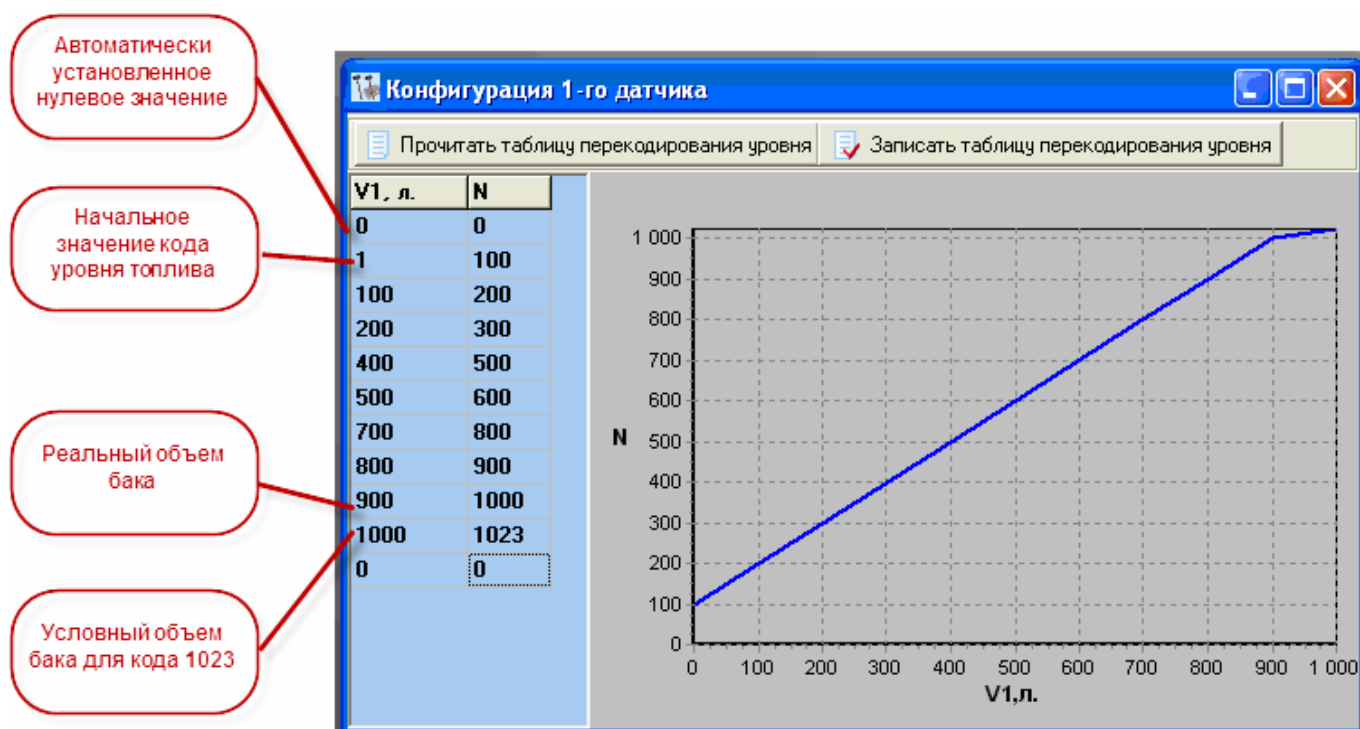 Автоматически
установленное
нулевое значение
Начальное
значение кода
уровня топлива
Реальный объем
бака
Условный объем
бака для кода 1023
Конфигурация 1-го датчика
Прочитать таблицу перекодирования уровня Записать таблицу перекодирования уровня
V1, л. N
0 0
1 100
100 200
200 300
400 500
500 600
700 800
800 900
900 1000
1000 1023
0 0
1 000
900
800
700
600
N 500
400
300
200
100
0
0 100 200 300 400 500 600 700 800 900 1 000
V1,л.